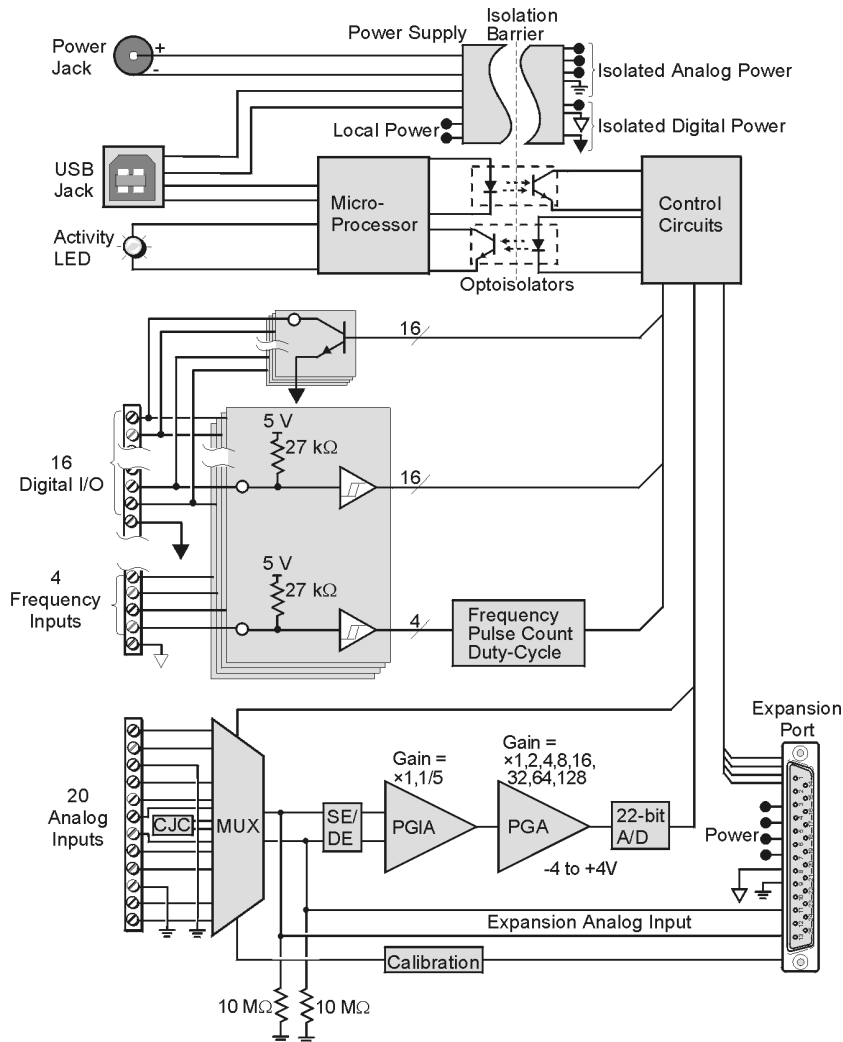 Isolation
Barrier
Power Supply
Power
Jack
+
-
Isolated Analog Power
Local Power
Isolated Digital Power
USB
Jack
Micro-
Processor
Control
Circuits
Activity
LED
Optoisolators
16
5 V
27 kΩ
16
Digital I/O
16
4
Frequency
Inputs
5 V
27 kΩ
4
Frequency
Pulse Count
Duty-Cycle
Expansion
Port
Gain =
×1,1/5
Gain =
×1,2,4,8,16,
32,64,128
20
Analog
Inputs
CJC
MUX
SE/
DE
PGIA
PGA
22-bit
A/D
Power
-4 to +4V
Expansion Analog Input
Calibration
10 MΩ
10 MΩ